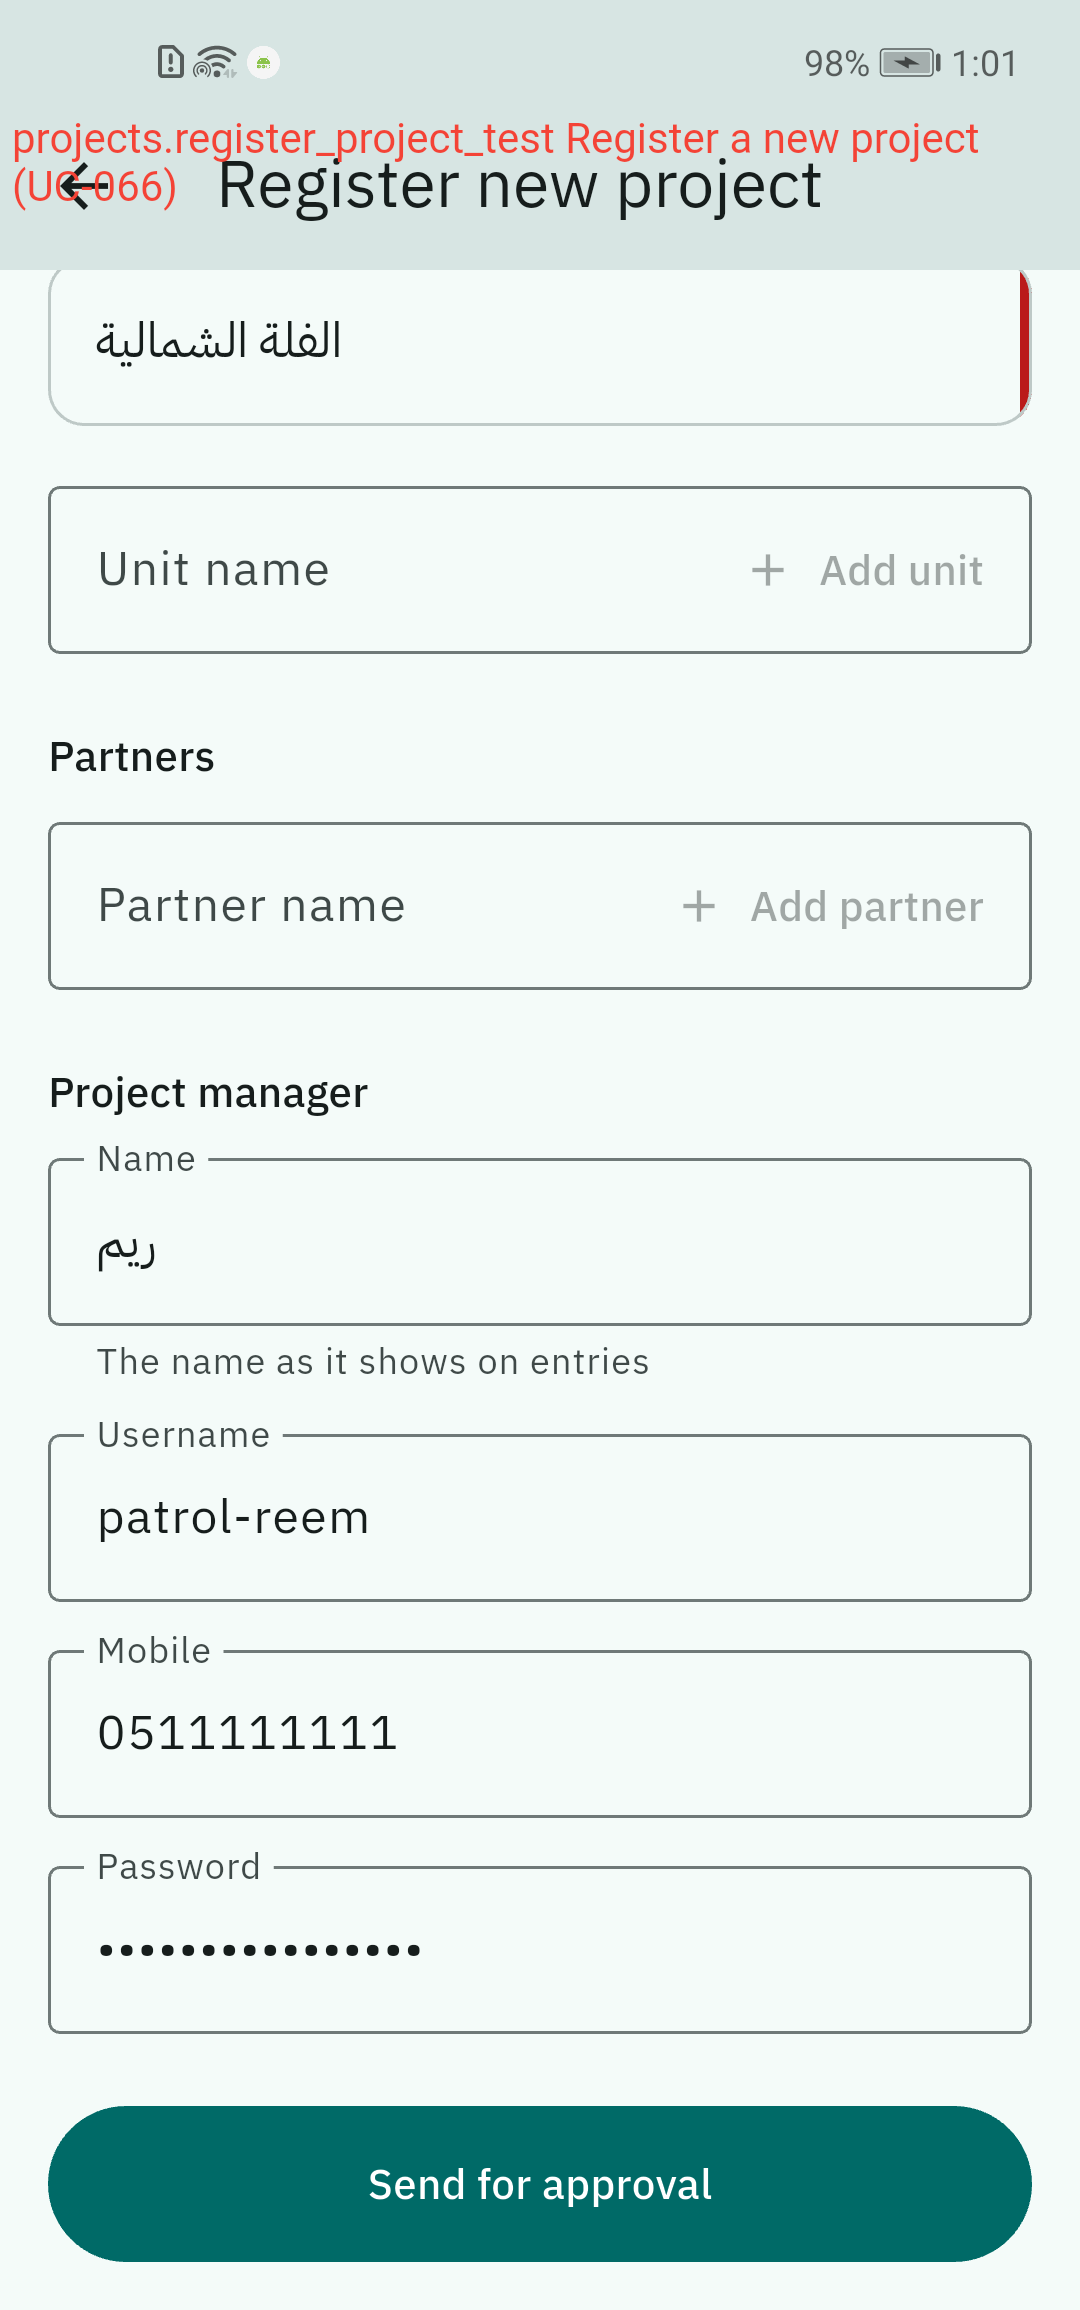 98% 1:01
projects.register_project_test Register a new project
(UC-066)
Register new project
الفلة الشمالية
Unit name
+ Add unit
Partners
Partner name
+ Add partner
Project manager
Name
ريم
The name as it shows on entries
Username
patrol-reem
Mobile
0511111111
Password
••••••••••••••••
Send for approval